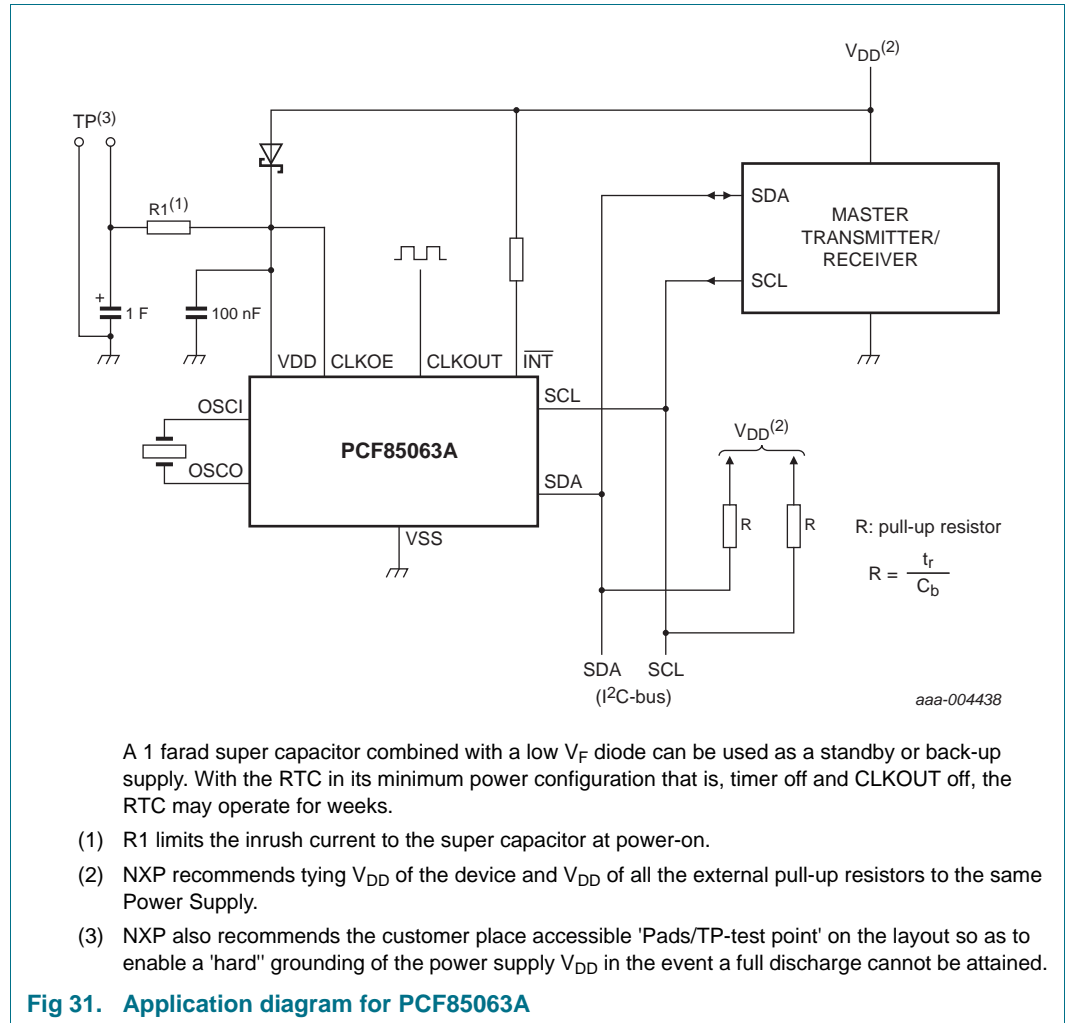 VDD(2)
TP(3)
R1(1)
+
1 F
100 nF
SDA
MASTER
TRANSMITTER/
RECEIVER
SCL
VDD CLKOE CLKOUT INT
OSCI
OSCO
PCF85063A
SCL
SDA
VSS
VDD(2)
R
R
R: pull-up resistor
R = tr
Cb
SDA SCL
(I2C-bus)
aaa-004438
A 1 farad super capacitor combined with a low VF diode can be used as a standby or back-up
supply. With the RTC in its minimum power configuration that is, timer off and CLKOUT off, the
RTC may operate for weeks.
(1) R1 limits the inrush current to the super capacitor at power-on.
(2) NXP recommends tying VDD of the device and VDD of all the external pull-up resistors to the same
Power Supply.
(3) NXP also recommends the customer place accessible 'Pads/TP-test point' on the layout so as to
enable a 'hard'' grounding of the power supply VDD in the event a full discharge cannot be attained.
Fig 31. Application diagram for PCF85063A